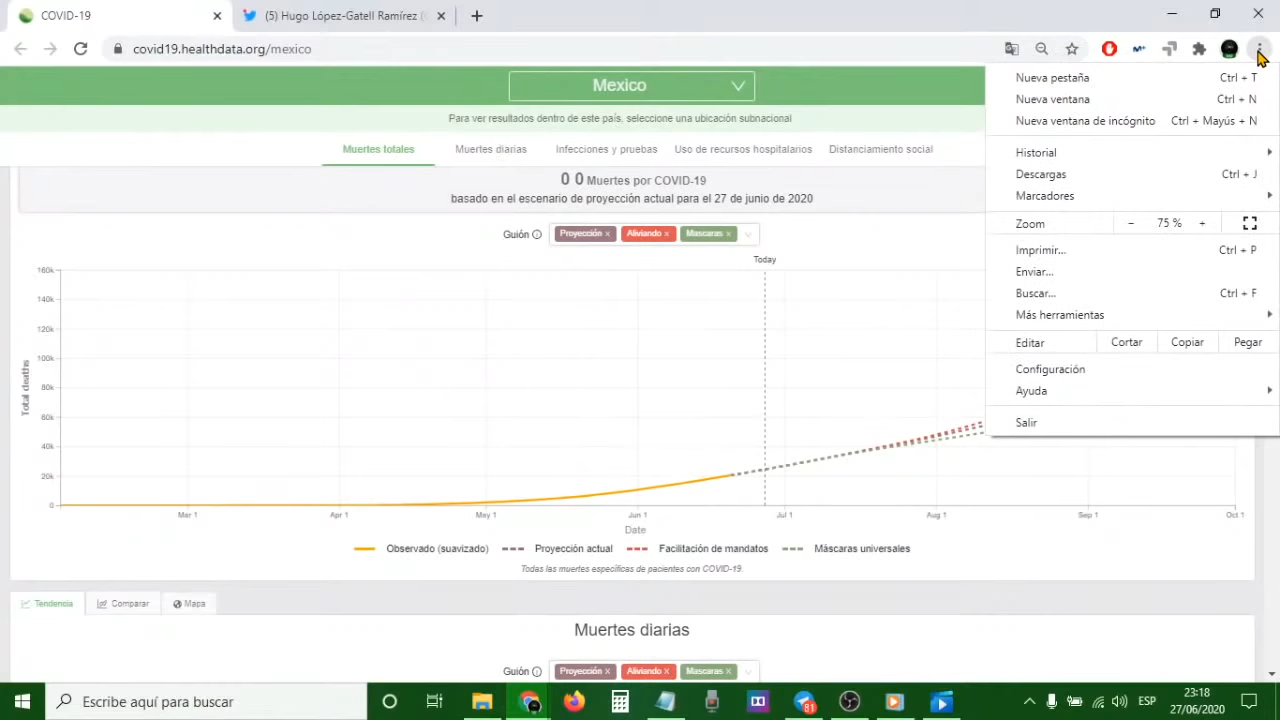 COVID-19
(5) Hugo López-Gatell Ramírez (
covid19.healthdata.org/mexico
Mexico
Para ver resultados dentro de este país, seleccione una ubicación subnacional
Muertes totales
Muertes diarias
Infecciones y pruebas
Uso de recursos hospitalarios
Distanciamiento social
0 0 Muertes por COVID-19
basado en el escenario de proyección actual para el 27 de junio de 2020
Guión
Proyección ×
Aliviando ×
Mascaras ×
Today
160k
140k
120k
100k
80k
60k
40k
20k
0
Total deaths
Mar 1
Apr 1
May 1
Jun 1
Jul 1
Aug 1
Sep 1
Oct 1
Date
Observado (suavizado)
Proyección actual
Facilitación de mandatos
Máscaras universales
Todas las muertes específicas de pacientes con COVID-19.
Tendencia
Comparar
Mapa
Muertes diarias
Guión
Proyección ×
Aliviando ×
Mascaras ×
Nueva pestaña Ctrl + T
Nueva ventana Ctrl + N
Nueva ventana de incógnito Ctrl + Mayús + N
Historial
Descargas Ctrl + J
Marcadores
Zoom − 75 % +
Imprimir... Ctrl + P
Enviar...
Buscar... Ctrl + F
Más herramientas
Editar Cortar Copiar Pegar
Configuración
Ayuda
Salir
Escribe aquí para buscar
ESP
23:18
27/06/2020